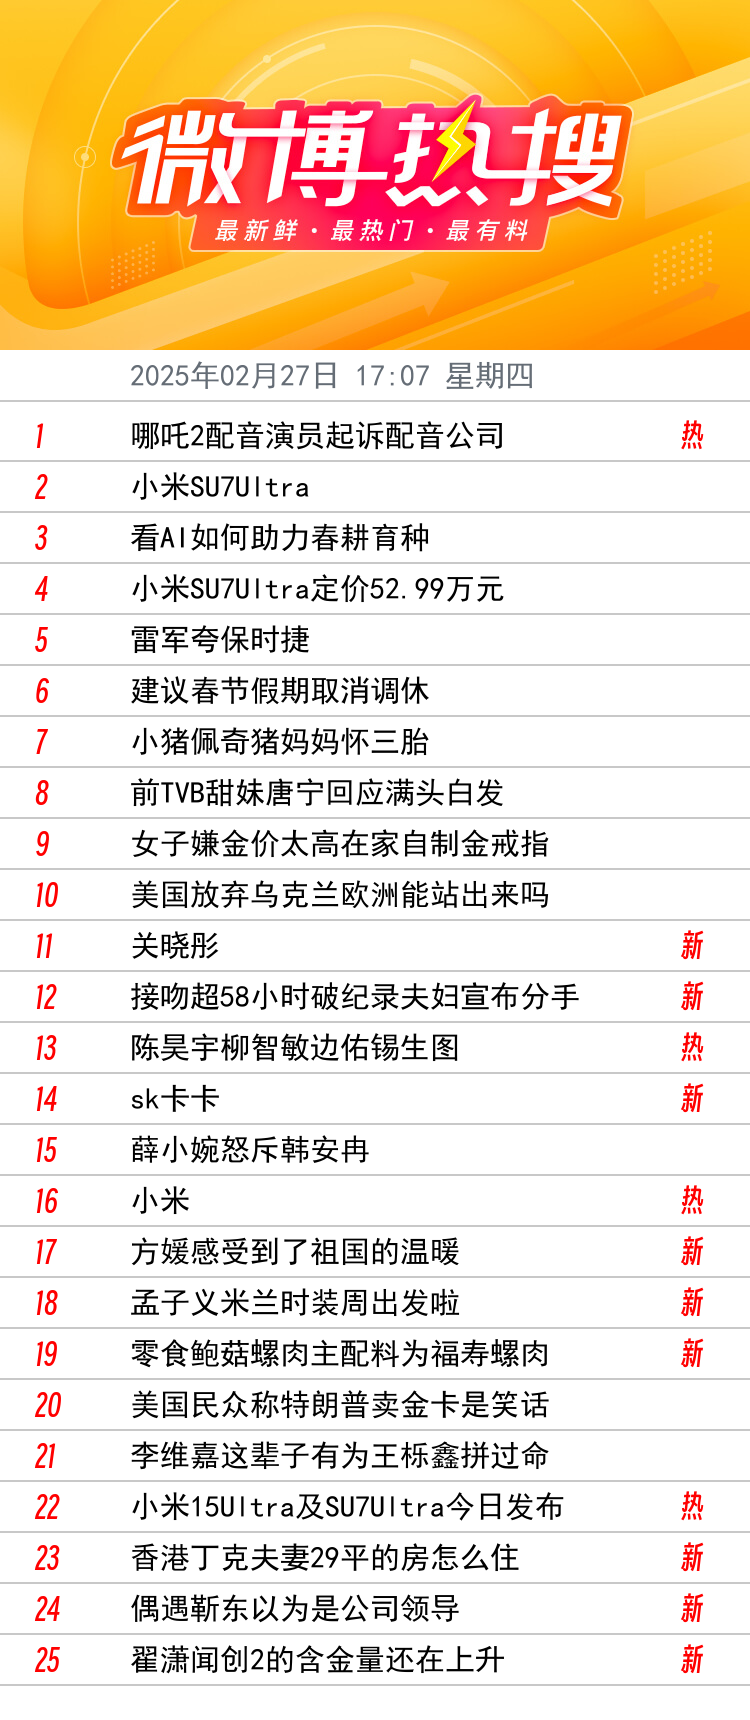 微博热搜
最新鲜·最热门·最有料
2025年02月27日 17:07 星期四
1 哪吒2配音演员起诉配音公司 热
2 小米SU7Ultra
3 看AI如何助力春耕育种
4 小米SU7Ultra定价52.99万元
5 雷军夸保时捷
6 建议春节假期取消调休
7 小猪佩奇猪妈妈怀三胎
8 前TVB甜妹唐宁回应满头白发
9 女子嫌金价太高在家自制金戒指
10 美国放弃乌克兰欧洲能站出来吗
11 关晓彤 新
12 接吻超58小时破纪录夫妇宣布分手 新
13 陈昊宇柳智敏边佑锡生图 热
14 sk卡卡 新
15 薛小婉怒斥韩安冉
16 小米 热
17 方媛感受到了祖国的温暖 新
18 孟子义米兰时装周出发啦 新
19 零食鲍菇螺肉主配料为福寿螺肉 新
20 美国民众称特朗普卖金卡是笑话
21 李维嘉这辈子有为王栎鑫拼过命
22 小米15Ultra及SU7Ultra今日发布 热
23 香港丁克夫妻29平的房怎么住 新
24 偶遇靳东以为是公司领导 新
25 翟潇闻创2的含金量还在上升 新